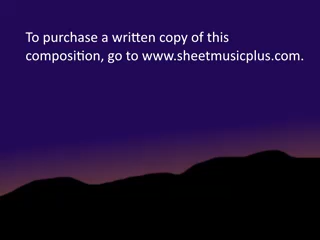 To purchase a written copy of this
composition, go to www.sheetmusicplus.com.